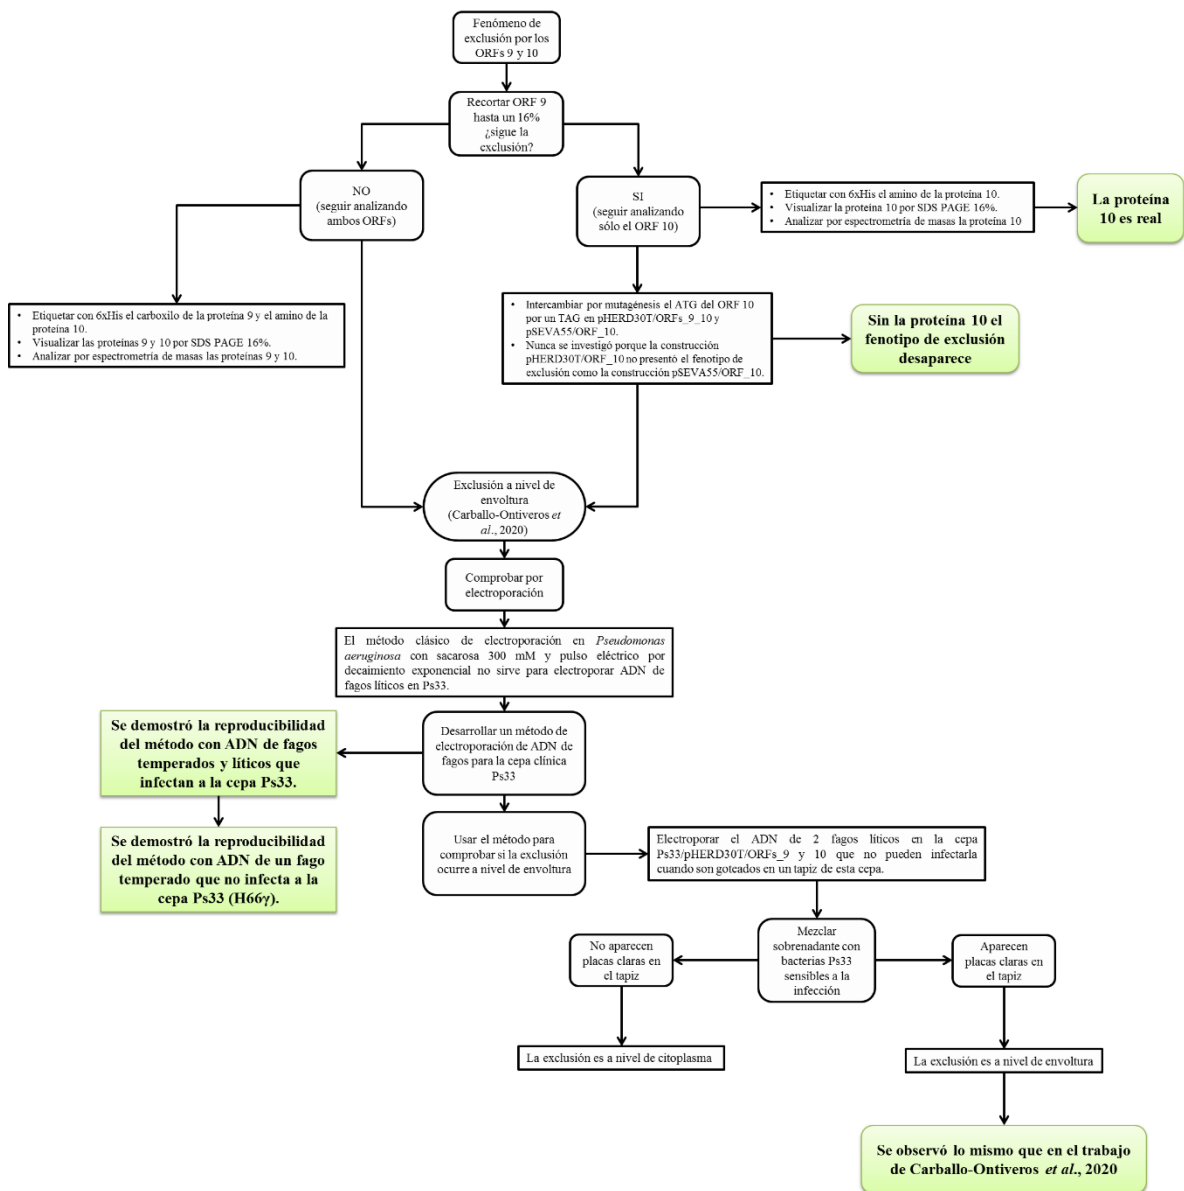 Fenómeno de
exclusión por los
ORFs 9 y 10
Recortar ORF 9
hasta un 16%
¿sigue la
exclusión?
NO
(seguir analizando
ambos ORFs)
SI
(seguir analizando
sólo el ORF 10)
• Etiquetar con 6xHis el amino de la proteína 10.
• Visualizar la proteína 10 por SDS PAGE 16%.
• Analizar por espectrometría de masas la proteína 10
La proteína
10 es real
• Etiquetar con 6xHis el carboxilo de la proteína 9 y el amino de la
proteína 10.
• Visualizar las proteínas 9 y 10 por SDS PAGE 16%.
• Analizar por espectrometría de masas las proteínas 9 y 10.
• Intercambiar por mutagénesis el ATG del ORF 10
por un TAG en pHERD30T/ORFs_9_10 y
pSEVA55/ORF_10.
• Nunca se investigó porque la construcción
pHERD30T/ORF_10 no presentó el fenotipo de
exclusión como la construcción pSEVA55/ORF_10.
Sin la proteína 10 el
fenotipo de exclusión
desaparece
Exclusión a nivel de
envoltura
(Carballo-Ontiveros et
al., 2020)
Comprobar por
electroporación
El método clásico de electroporación en Pseudomonas
aeruginosa con sacarosa 300 mM y pulso eléctrico por
decaimiento exponencial no sirve para electroporar ADN de
fagos líticos en Ps33.
Se demostró la reproducibilidad
del método con ADN de fagos
temperados y líticos que
infectan a la cepa Ps33.
Desarrollar un método de
electroporación de ADN de
fagos para la cepa clínica
Ps33
Se demostró la reproducibilidad
del método con ADN de un fago
temperado que no infecta a la
cepa Ps33 (H66γ).
Usar el método para
comprobar si la exclusión
ocurre a nivel de envoltura
Electroporar el ADN de 2 fagos líticos en la cepa
Ps33/pHERD30T/ORFs_9 y 10 que no pueden infectarla
cuando son goteados en un tapiz de esta cepa.
No aparecen
placas claras en
el tapiz
Mezclar
sobrenadante con
bacterias Ps33
sensibles a la
infección
Aparecen
placas claras en
el tapiz
La exclusión es a nivel de citoplasma
La exclusión es a nivel de envoltura
Se observó lo mismo que en el trabajo
de Carballo-Ontiveros et al., 2020